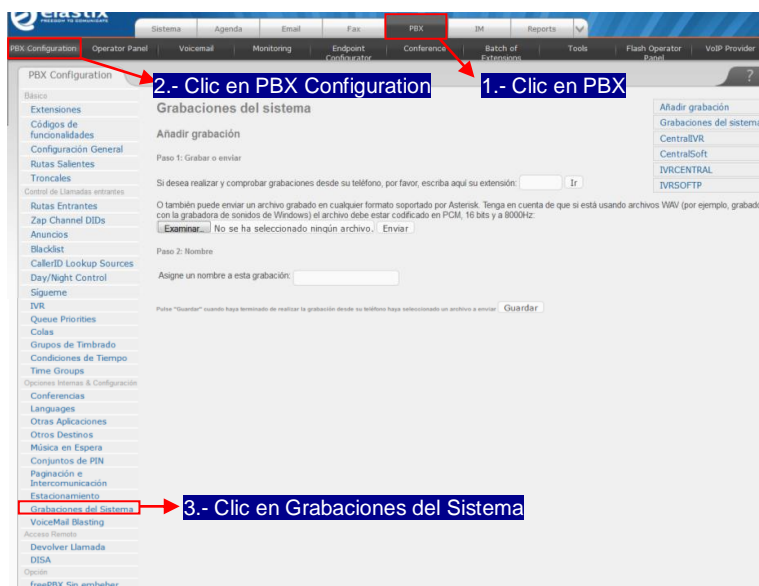 elastix
FREEDOM TO COMMUNICATE
Sistema Agenda Email Fax PBX IM Reports
PBX Configuration Operator Panel Voicemail Monitoring Endpoint Configurator Conference Batch of Extensions Tools Flash Operator Panel VoIP Provider
PBX Configuration
?
2.- Clic en PBX Configuration
1.- Clic en PBX
Básico
Extensiones
Códigos de
funcionalidades
Configuración General
Rutas Salientes
Troncales
Control de Llamadas entrantes
Rutas Entrantes
Zap Channel DIDs
Anuncios
Blacklist
CallerID Lookup Sources
Day/Night Control
Sígueme
IVR
Queue Priorities
Colas
Grupos de Timbrado
Condiciones de Tiempo
Time Groups
Opciones Internas & Configuración
Conferencias
Languages
Otras Aplicaciones
Otros Destinos
Música en Espera
Conjuntos de PIN
Paginación e
Intercomunicación
Estacionamiento
Grabaciones del Sistema
VoiceMail Blasting
Acceso Remoto
Devolver Llamada
DISA
Opción
freePBX Sin embeber
3.- Clic en Grabaciones del Sistema
Grabaciones del sistema
Añadir grabación
Paso 1: Grabar o enviar
Si desea realizar y comprobar grabaciones desde su teléfono, por favor, escriba aquí su extensión: Ir
O también puede enviar un archivo grabado en cualquier formato soportado por Asterisk. Tenga en cuenta de que si está usando archivos WAV (por ejemplo, grabado
con la grabadora de sonidos de Windows) el archivo debe estar codificado en PCM, 16 bits y a 8000Hz:
Examinar... No se ha seleccionado ningún archivo. Enviar
Paso 2: Nombre
Asigne un nombre a esta grabación:
Pulse "Guardar" cuando haya terminado de realizar la grabación desde su teléfono haya seleccionado un archivo a enviar Guardar
Añadir grabación
Grabaciones del sistema
CentralIVR
CentralSoft
IVRCENTRAL
IVRSOFTP